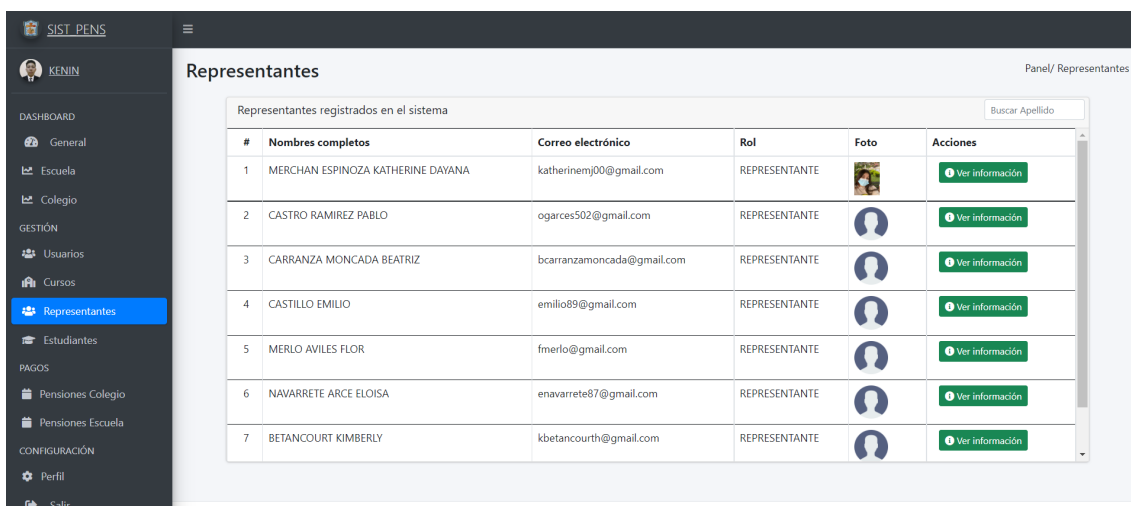 SIST_PENS
KENIN
DASHBOARD
General
Escuela
Colegio
GESTIÓN
Usuarios
Cursos
Representantes
Estudiantes
PAGOS
Pensiones Colegio
Pensiones Escuela
CONFIGURACIÓN
Perfil
Salir
Representantes
Panel/ Representantes
Representantes registrados en el sistema
Buscar Apellido
# Nombres completos Correo electrónico Rol Foto Acciones
1 MERCHAN ESPINOZA KATHERINE DAYANA katherinemj00@gmail.com REPRESENTANTE Ver información
2 CASTRO RAMIREZ PABLO ogarces502@gmail.com REPRESENTANTE Ver información
3 CARRANZA MONCADA BEATRIZ bcarranzamoncada@gmail.com REPRESENTANTE Ver información
4 CASTILLO EMILIO emilio89@gmail.com REPRESENTANTE Ver información
5 MERLO AVILES FLOR fmerlo@gmail.com REPRESENTANTE Ver información
6 NAVARRETE ARCE ELOISA enavarrete87@gmail.com REPRESENTANTE Ver información
7 BETANCOURT KIMBERLY kbetancourth@gmail.com REPRESENTANTE Ver información